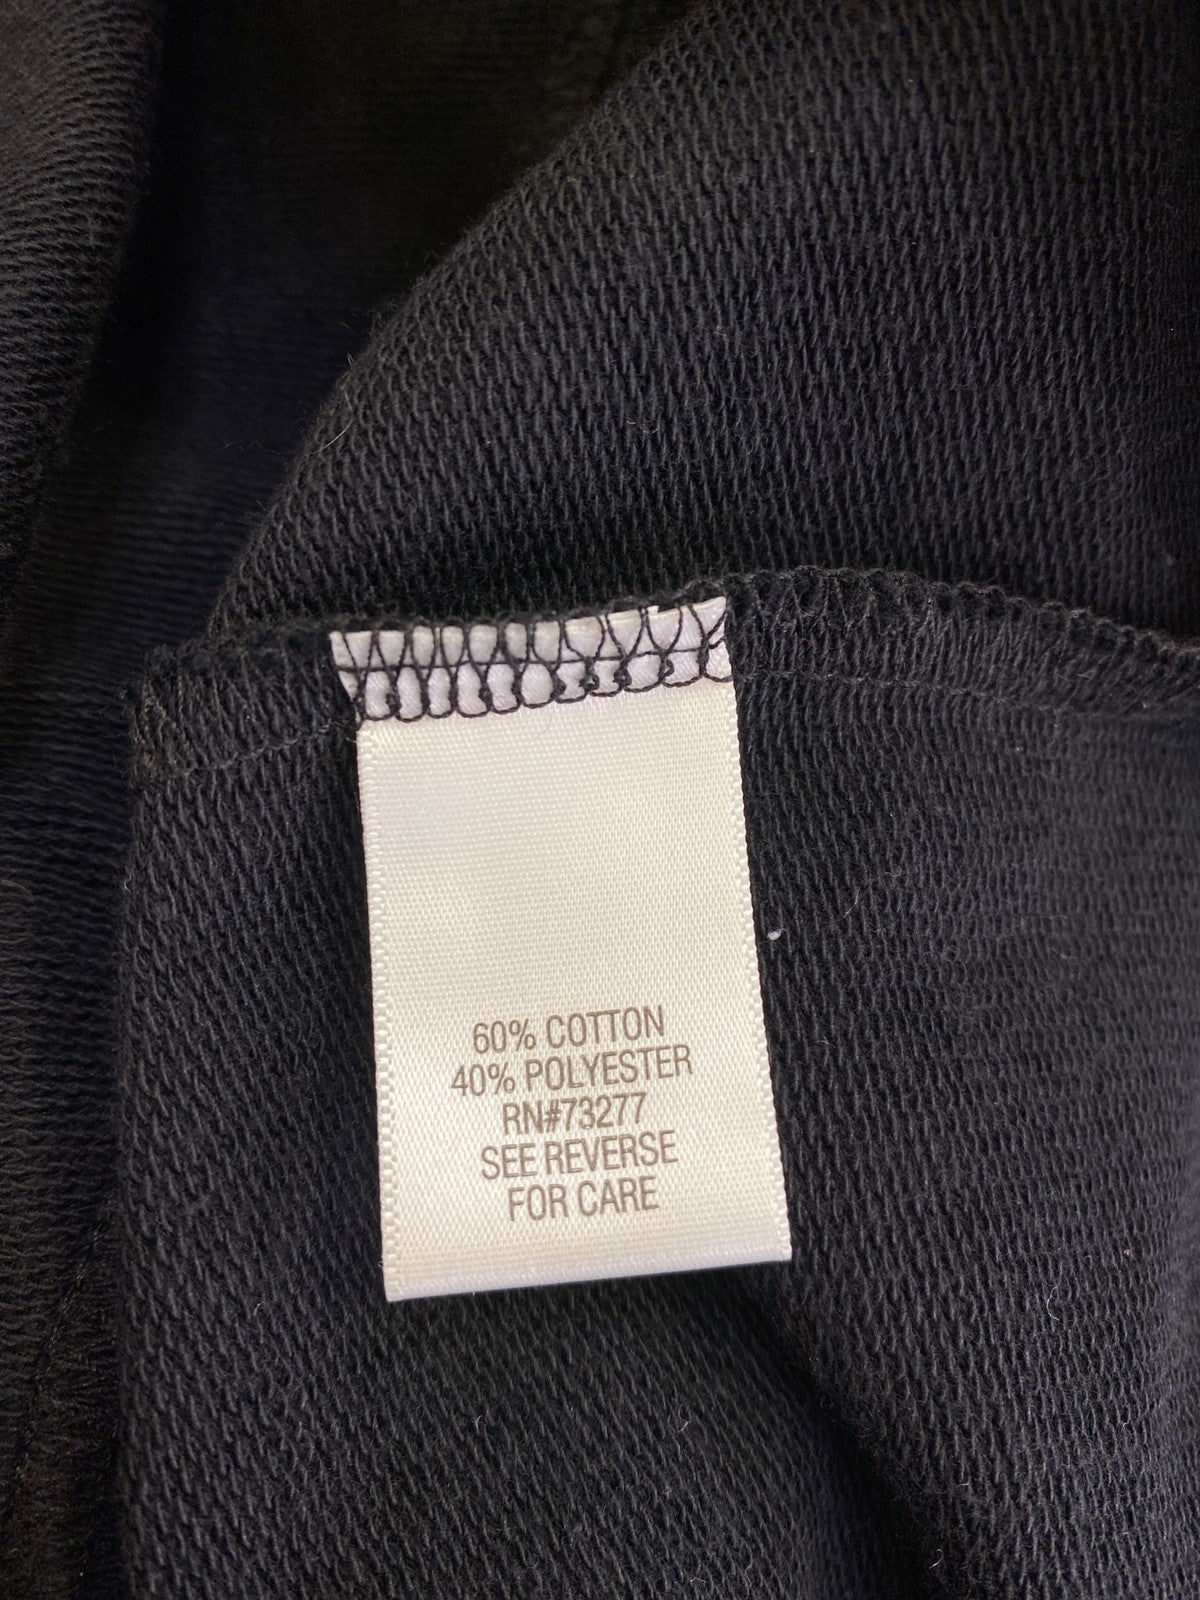 60% COTTON
40% POLYESTER
RN#73277
SEE REVERSE
FOR CARE